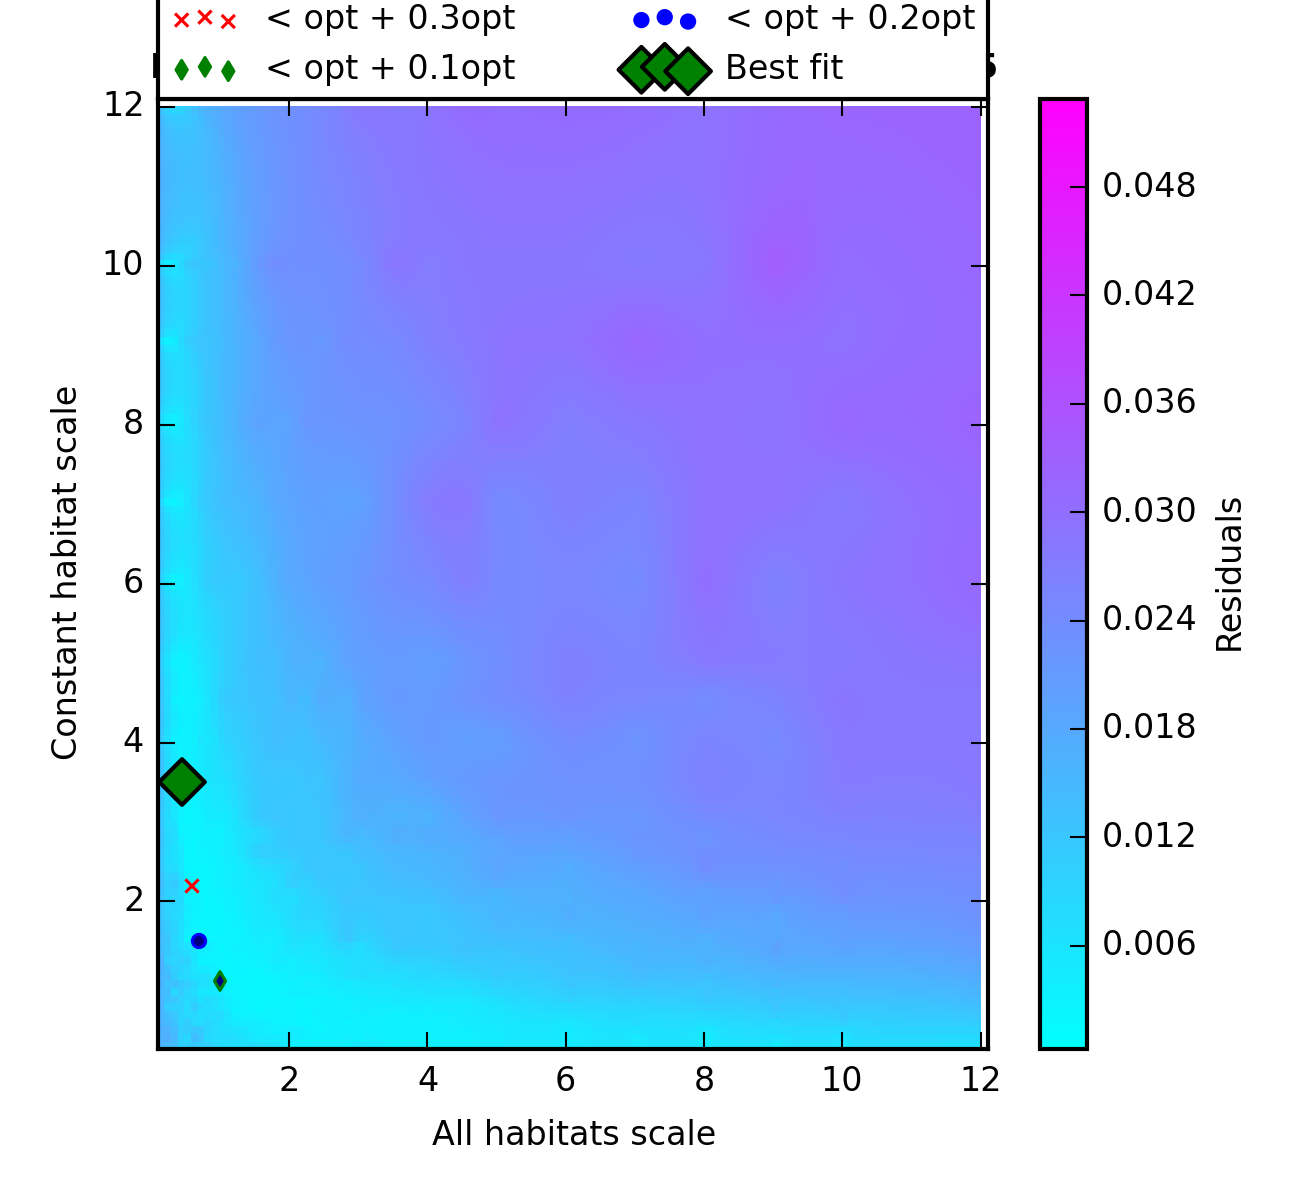 < opt + 0.3opt
< opt + 0.2opt
< opt + 0.1opt
Best fit
12
10
8
6
4
2
Constant habitat scale
2 4 6 8 10 12
All habitats scale
0.048
0.042
0.036
0.030
0.024
0.018
0.012
0.006
Residuals